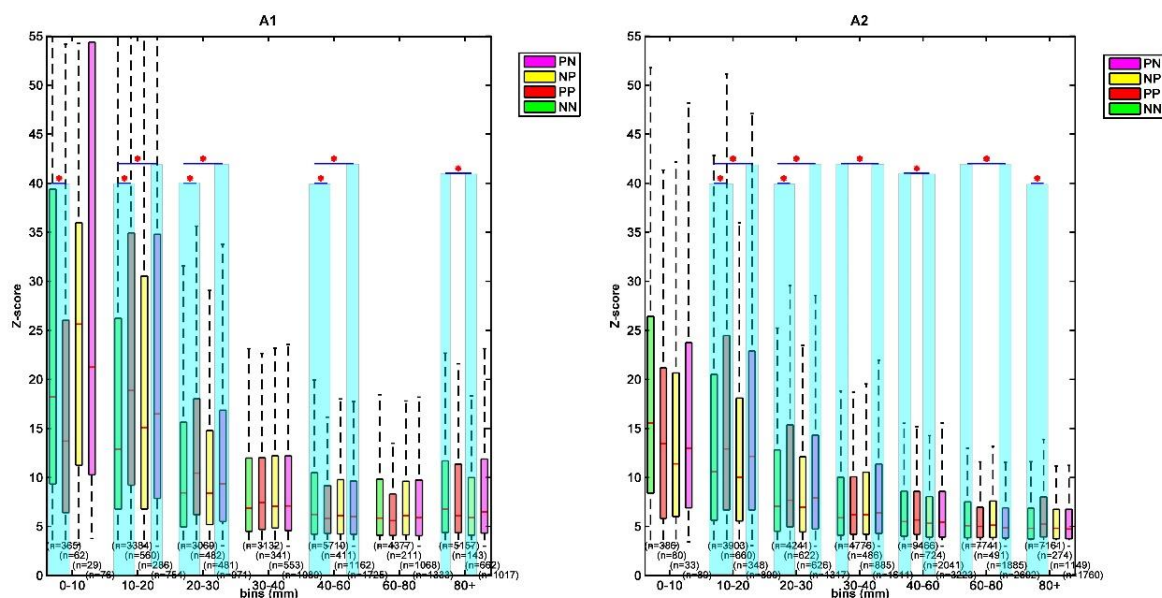 A1
55
50
45
40
35
30
25
20
15
10
5
0
Z-score
PN
NP
PP
NN
(n=365)
(n=62)
(n=29)
(n=76)
(n=3384)
(n=560)
(n=286)
(n=3069)
(n=482)
(n=481)
(n=971)
(n=3132)
(n=341)
(n=553)
(n=5710)
(n=411)
(n=1162)
(n=4725)
(n=4377)
(n=211)
(n=1068)
(n=5157)
(n=143)
(n=662)
(n=1017)
0-10
10-20
20-30
30-40
40-60
60-80
80+
bins (mm)
A2
55
50
45
40
35
30
25
20
15
10
5
0
Z-score
PN
NP
PP
NN
(n=80)
(n=33)
(n=3903)
(n=660)
(n=348)
(n=4241)
(n=622)
(n=626)
(n=4776)
(n=885)
(n=9466)
(n=724)
(n=2041)
(n=7741)
(n=491)
(n=1885)
(n=7161)
(n=274)
(n=1149)
(n=1760)
0-10
10-20
20-30
30-40
40-60
60-80
80+
bins (mm)